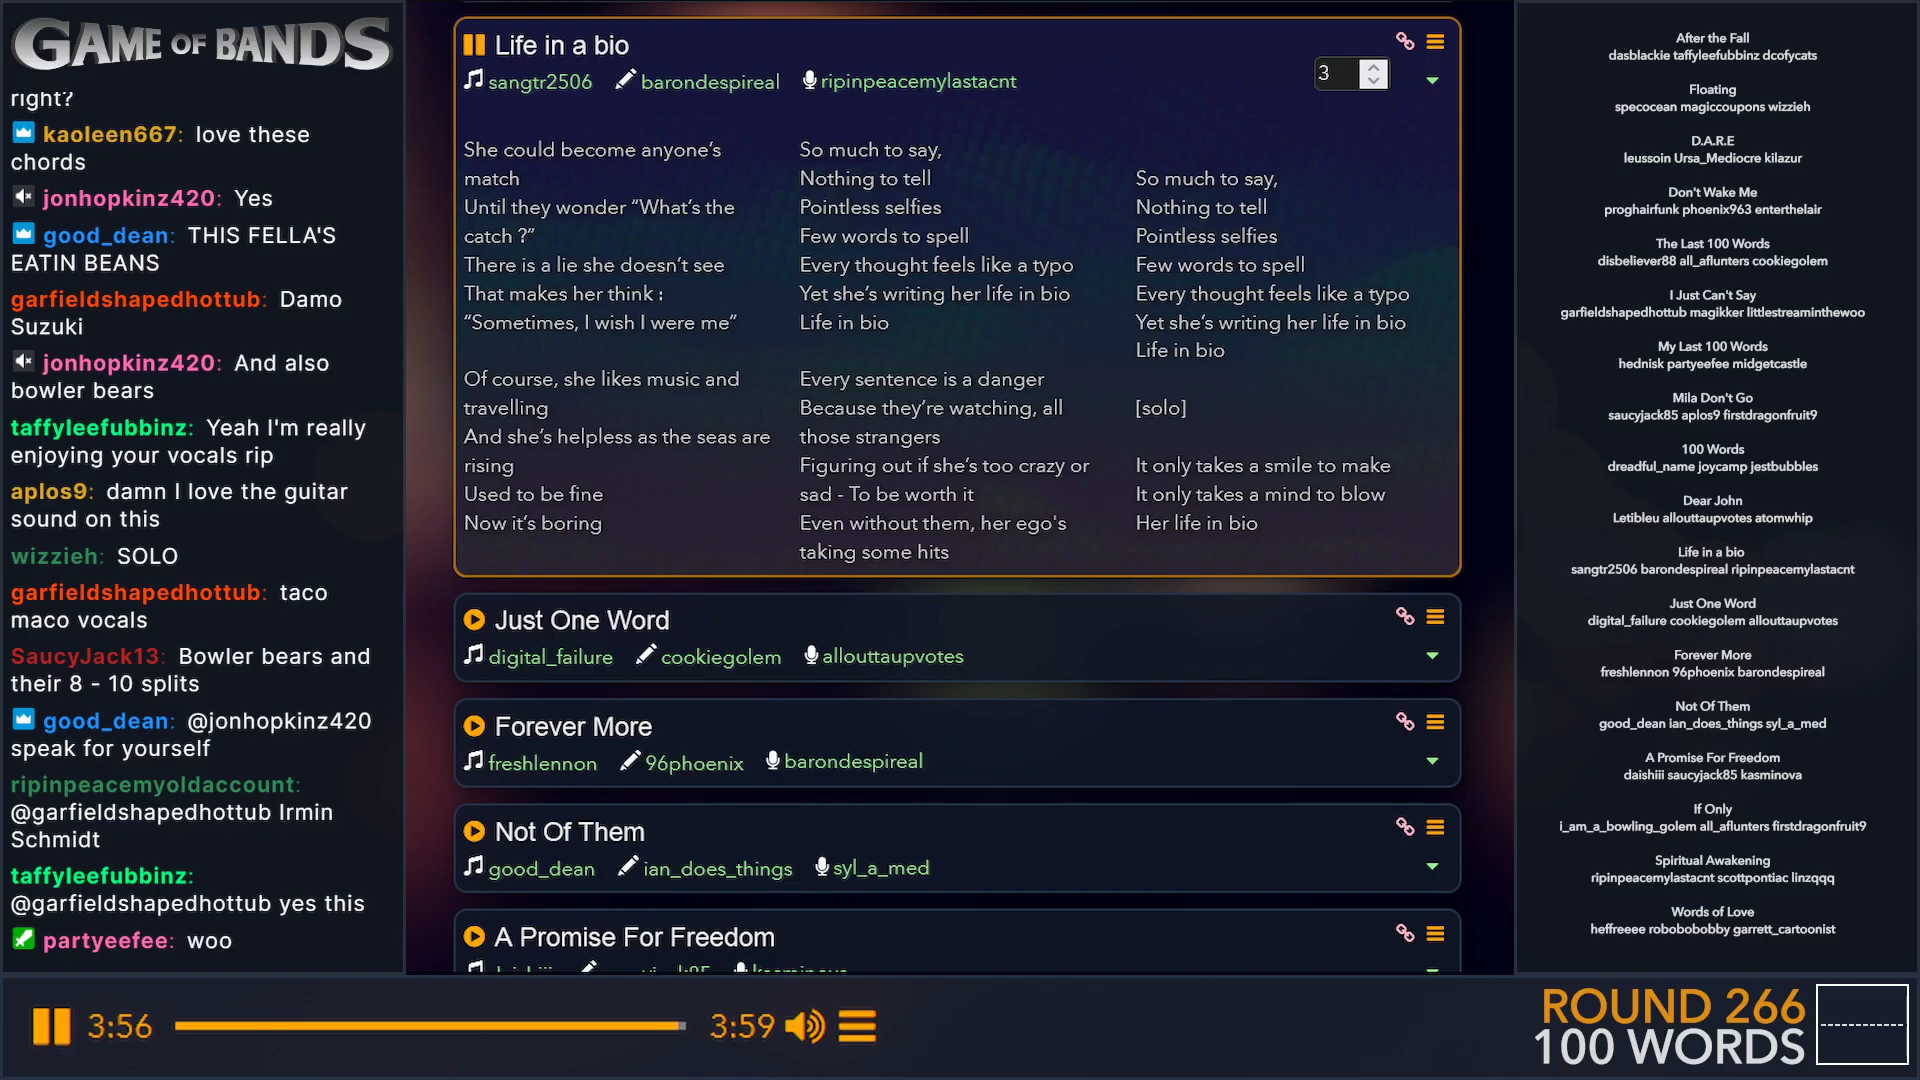 GAME OF BANDS
right?
kaoleen667: love these
chords
jonhopkinz420: Yes
good_dean: THIS FELLA'S
EATIN BEANS
garfieldshapedhottub: Damo
Suzuki
jonhopkinz420: And also
bowler bears
taffyleefubbinz: Yeah I'm really
enjoying your vocals rip
aplos9: damn I love the guitar
sound on this
wizzieh: SOLO
garfieldshapedhottub: taco
maco vocals
SaucyJack13: Bowler bears and
their 8 - 10 splits
good_dean: @jonhopkinz420
speak for yourself
ripinpeacemyoldaccount:
@garfieldshapedhottub Irmin
Schmidt
taffyleefubbinz:
@garfieldshapedhottub yes this
partyeefee: woo
Life in a bio
sangtr2506 barondespireal ripinpeacemylastacnt
3
She could become anyone’s
match
Until they wonder “What’s the
catch ?”
There is a lie she doesn’t see
That makes her think :
“Sometimes, I wish I were me”
Of course, she likes music and
travelling
And she’s helpless as the seas are
rising
Used to be fine
Now it’s boring
So much to say,
Nothing to tell
Pointless selfies
Few words to spell
Every thought feels like a typo
Yet she’s writing her life in bio
Life in bio
Every sentence is a danger
Because they’re watching, all
those strangers
Figuring out if she’s too crazy or
sad - To be worth it
Even without them, her ego's
taking some hits
So much to say,
Nothing to tell
Pointless selfies
Few words to spell
Every thought feels like a typo
Yet she’s writing her life in bio
Life in bio
[solo]
It only takes a smile to make
It only takes a mind to blow
Her life in bio
Just One Word
digital_failure cookiegolem allouttaupvotes
Forever More
freshlennon 96phoenix barondespireal
Not Of Them
good_dean ian_does_things syl_a_med
A Promise For Freedom
After the Fall
dasblackie taffyleefubbinz dcofycats
Floating
specocean magiccoupons wizzieh
D.A.R.E
leussoin Ursa_Mediocre kilazur
Don't Wake Me
proghairfunk phoenix963 enterthelair
The Last 100 Words
disbeliever88 all_aflunters cookiegolem
I Just Can't Say
garfieldshapedhottub magikker littlestreaminthewoo
My Last 100 Words
hednisk partyeefee midgetcastle
Mila Don't Go
saucyjack85 aplos9 firstdragonfruit9
100 Words
dreadful_name joycamp jestbubbles
Dear John
Letibleu allouttaupvotes atomwhip
Life in a bio
sangtr2506 barondespireal ripinpeacemylastacnt
Just One Word
digital_failure cookiegolem allouttaupvotes
Forever More
freshlennon 96phoenix barondespireal
Not Of Them
good_dean ian_does_things syl_a_med
A Promise For Freedom
daishiii saucyjack85 kasminova
If Only
i_am_a_bowling_golem all_aflunters firstdragonfruit9
Spiritual Awakening
ripinpeacemylastacnt scottpontiac linzqqq
Words of Love
heffreeee robobobobby garrett_cartoonist
3:56
3:59
ROUND 266
100 WORDS